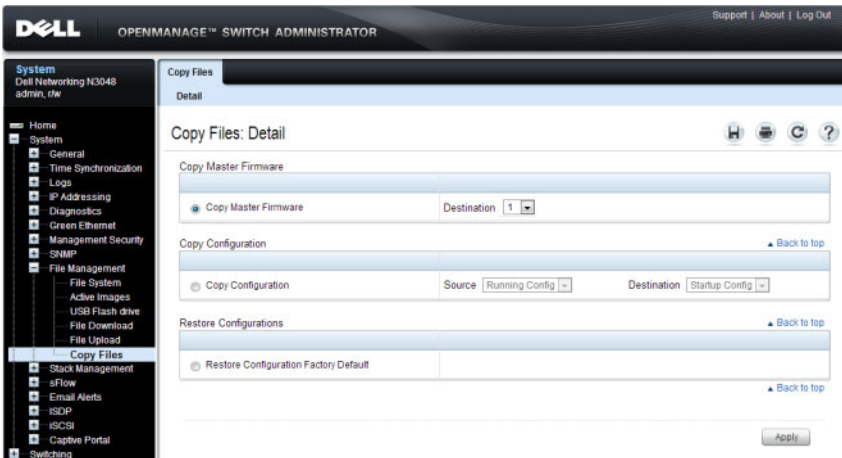 Support | About | Log Out
DELL OPENMANAGE™ SWITCH ADMINISTRATOR
System
Dell Networking N3048
admin, r/w
Home
System
General
Time Synchronization
Logs
IP Addressing
Diagnostics
Green Ethernet
Management Security
SNMP
File Management
File System
Active Images
USB Flash drive
File Download
File Upload
Copy Files
Stack Management
sFlow
Email Alerts
ISDP
iSCSI
Captive Portal
Switching
Copy Files
Detail
Copy Files: Detail
Copy Master Firmware
Copy Master Firmware Destination 1
Copy Configuration Back to top
Copy Configuration Source Running Config Destination Startup Config
Restore Configurations Back to top
Restore Configuration Factory Default
Back to top
Apply